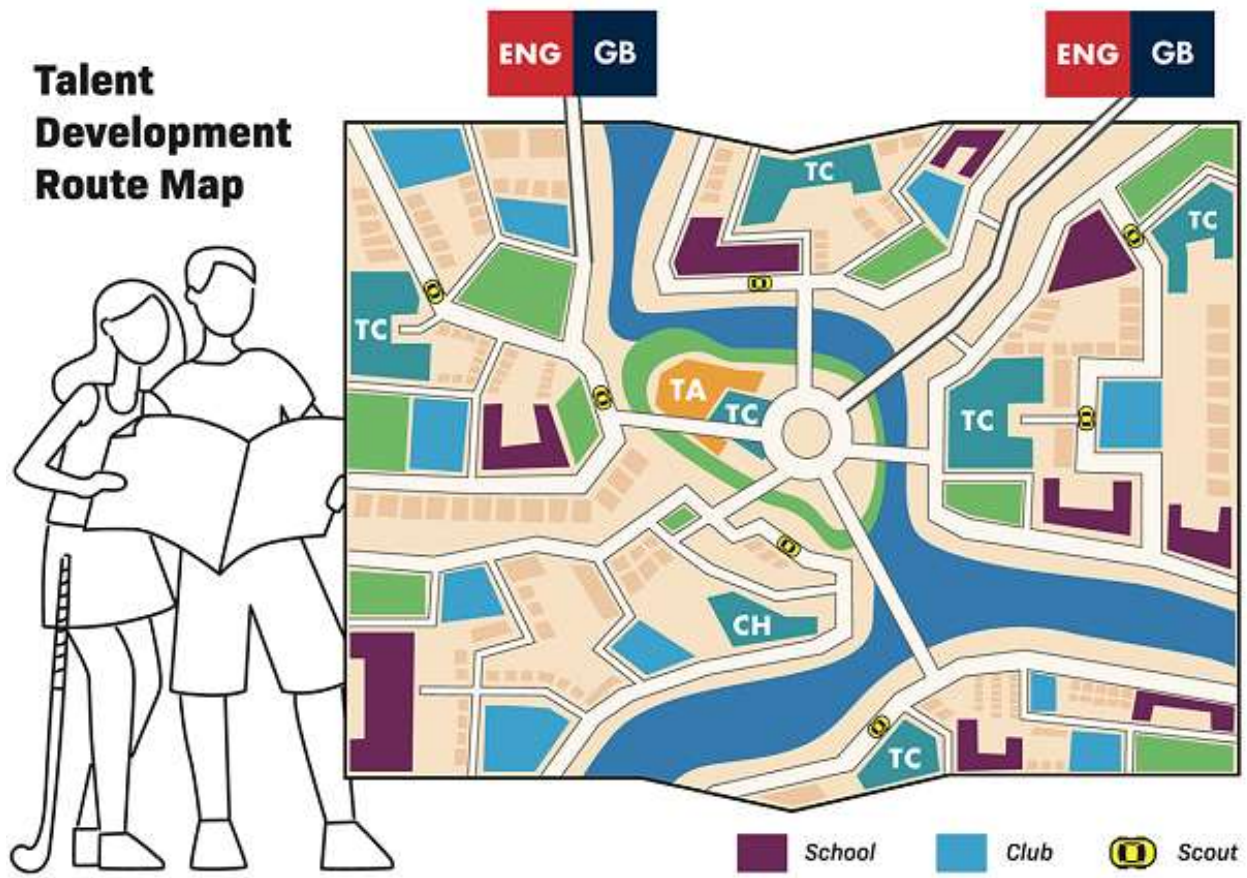 ENG GB
ENG GB
Talent
Development
Route Map
TC
TC
TC
TA
TC
TC
CH
TC
School Club Scout